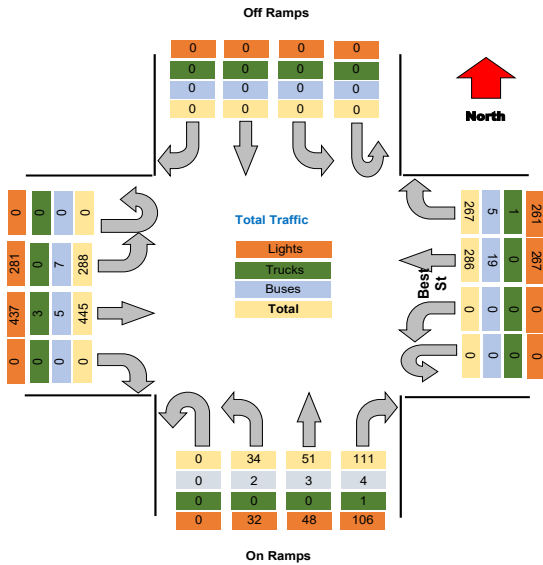 Off Ramps
0 0 0 0
0 0 0 0
0 0 0 0
0 0 0 0
North
0 0 0 0
281 0 7 288
437 3 5 445
0 0 0 0
Total Traffic
Lights
Trucks
Buses
Total
267 5 1 261
286 19 0 267
0 0 0 0
0 0 0 0
Best
St
0 34 51 111
0 2 3 4
0 0 0 1
0 32 48 106
On Ramps